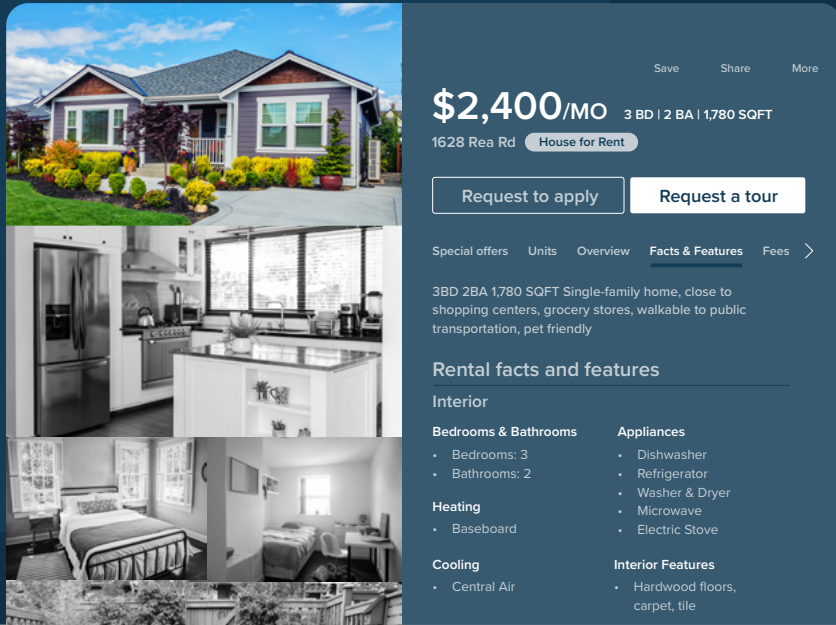 Save Share More
$2,400/MO 3 BD | 2 BA | 1,780 SQFT
1628 Rea Rd House for Rent
Request to apply Request a tour
Special offers Units Overview Facts & Features Fees
3BD 2BA 1,780 SQFT Single-family home, close to
shopping centers, grocery stores, walkable to public
transportation, pet friendly
Rental facts and features
Interior
Bedrooms & Bathrooms
• Bedrooms: 3
• Bathrooms: 2
Heating
• Baseboard
Cooling
• Central Air
Appliances
• Dishwasher
• Refrigerator
• Washer & Dryer
• Microwave
• Electric Stove
Interior Features
• Hardwood floors,
carpet, tile